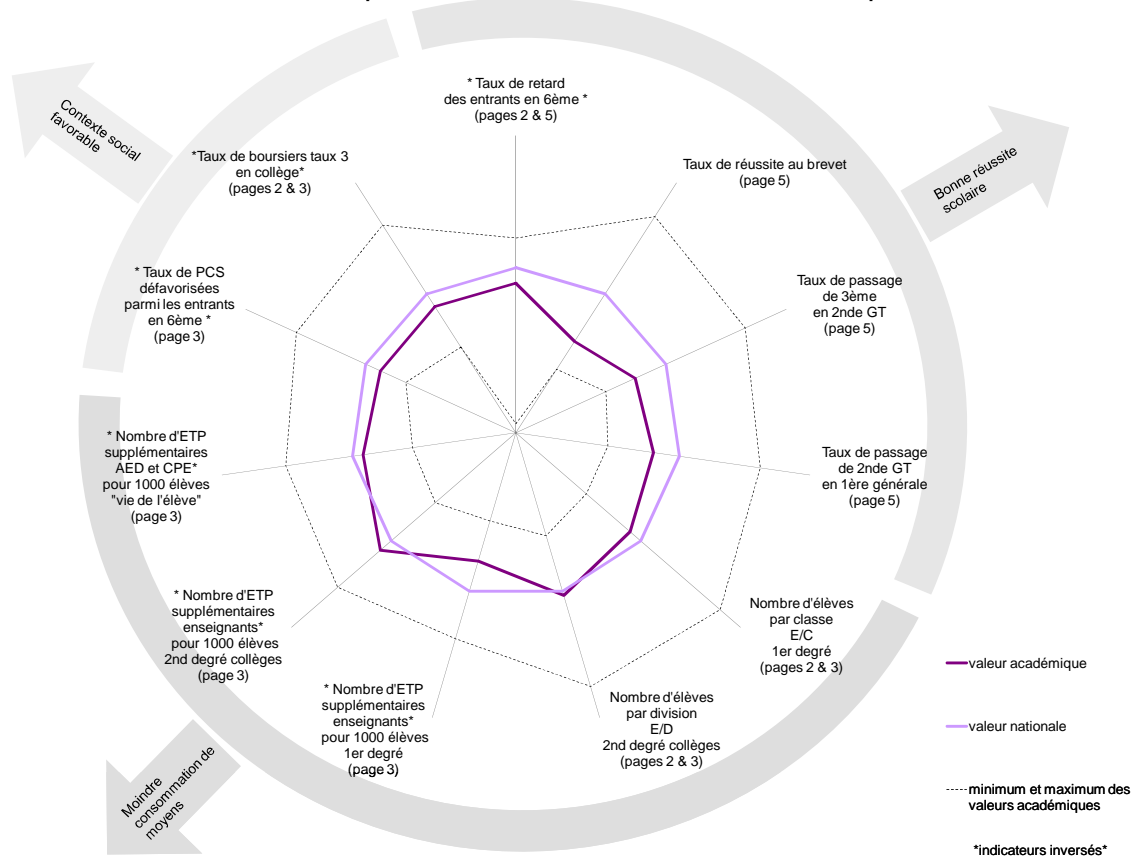 * Taux de retard
des entrants en 6ème *
(pages 2 & 5)
Taux de réussite au brevet
(page 5)
Bonne réussite
scolaire
Taux de passage
de 3ème
en 2nde GT
(page 5)
Taux de passage
de 2nde GT
en 1ère générale
(page 5)
Nombre d'élèves
par classe
E/C
1er degré
(pages 2 & 3)
Nombre d'élèves
par division
E/D
2nd degré collèges
(pages 2 & 3)
* Nombre d'ETP
supplémentaires
enseignants*
pour 1000 élèves
1er degré
(page 3)
* Nombre d'ETP
supplémentaires
enseignants*
pour 1000 élèves
2nd degré collèges
(page 3)
Moindre
consommation de
moyens
* Nombre d'ETP
supplémentaires
AED et CPE*
pour 1000 élèves
"vie de l'élève"
(page 3)
* Taux de PCS
défavorisées
parmi les entrants
en 6ème *
(page 3)
*Taux de boursiers taux 3
en collège*
(pages 2 & 3)
Contexte social
favorable
valeur académique
valeur nationale
minimum et maximum des
valeurs académiques
*indicateurs inversés*